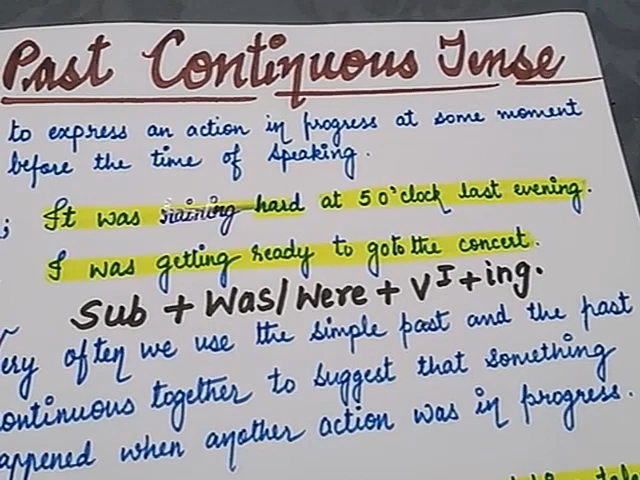 Past Continuous Tense
to express an action in progress at some moment
before the time of speaking.
It was raining hard at 5 o'clock last evening.
I was getting ready to goto the concert.
Sub + Was/Were + V I + ing.
ery often we use the simple past and the past
ontinuous together to suggest that something
appened when another action was in progress.